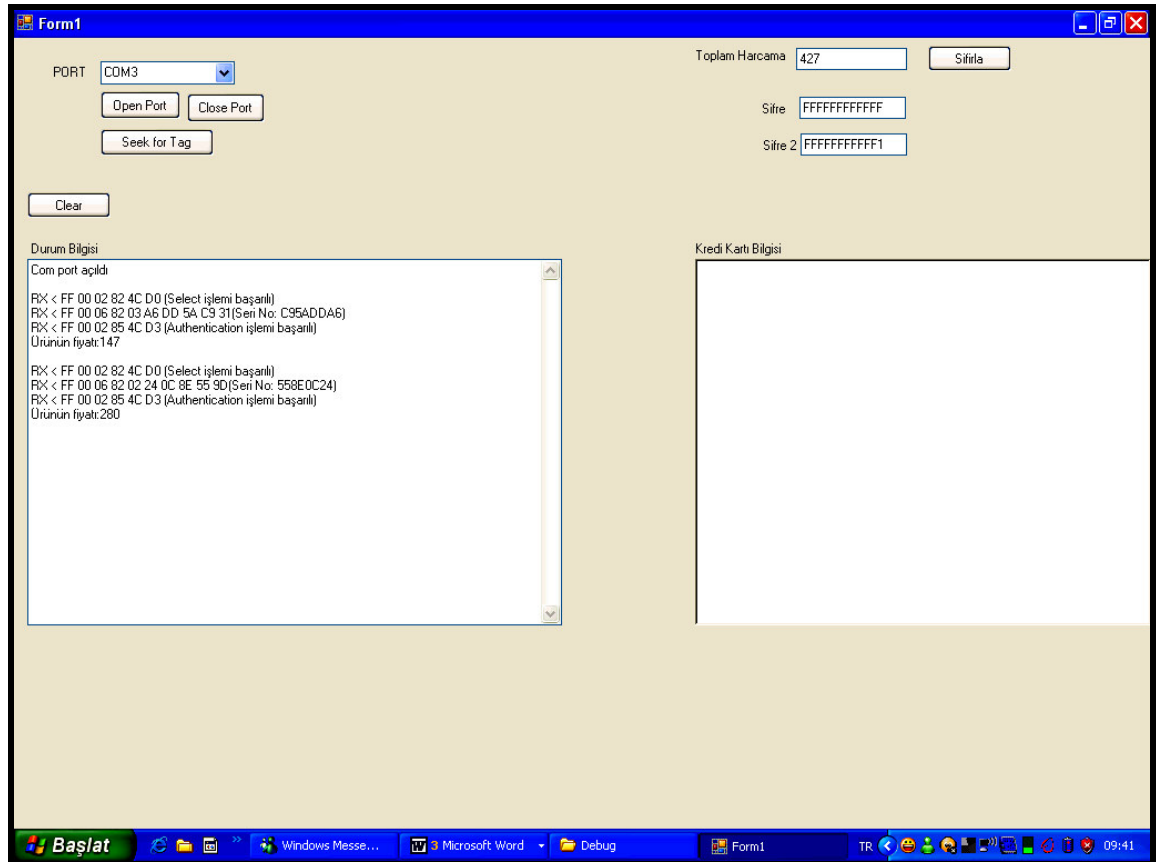 Form1
PORT COM3
Toplam Harcama 427 Sifirla
Open Port Close Port
Sifre FFFFFFFFFFFF
Seek for Tag
Sifre 2 FFFFFFFFFFF1
Clear
Durum Bilgisi
Kredi Kartı Bilgisi
Com port açıldı
RX < FF 00 02 82 4C D0 (Select işlemi başarılı)
RX < FF 00 06 82 03 A6 DD 5A C9 31(Seri No: C95ADDA6)
RX < FF 00 02 85 4C D3 (Authentication işlemi başarılı)
Ürünün fiyatı:147
RX < FF 00 02 82 4C D0 (Select işlemi başarılı)
RX < FF 00 06 82 02 24 0C 8E 55 9D(Seri No: 558E0C24)
RX < FF 00 02 85 4C D3 (Authentication işlemi başarılı)
Ürünün fiyatı:280
Başlat Windows Messe... 3 Microsoft Word Debug Form1 TR 09:41